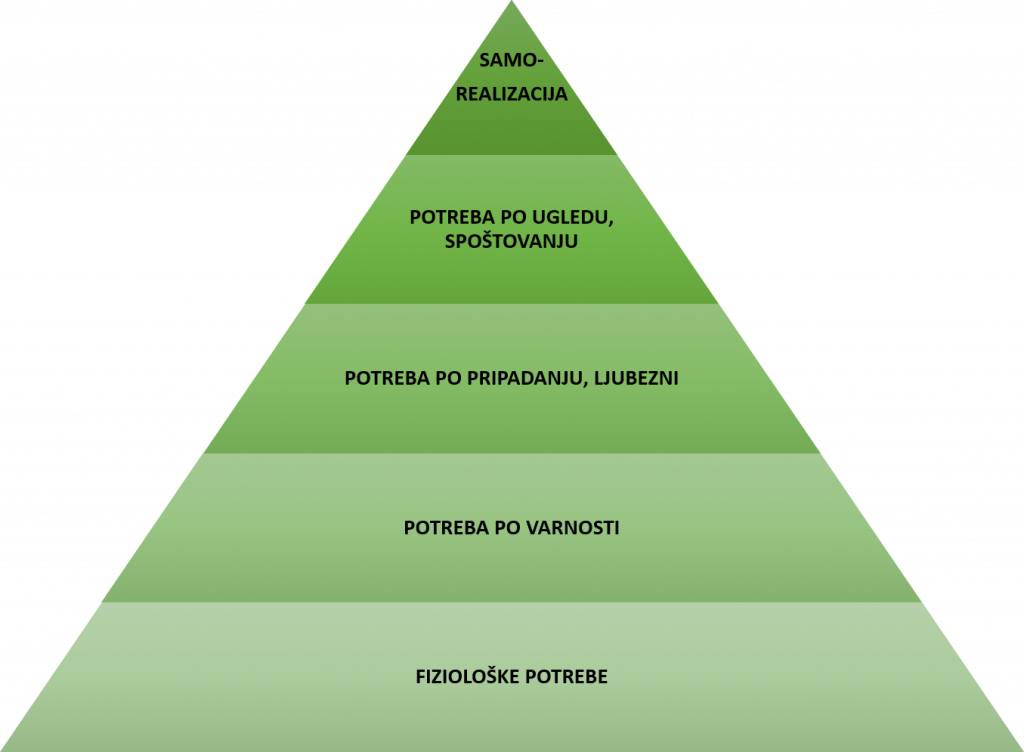 SAMO-
REALIZACIJA
POTREBA PO UGLEDU,
SPOŠTOVANJU
POTREBA PO PRIPADANJU, LJUBEZNI
POTREBA PO VARNOSTI
FIZIOLOŠKE POTREBE